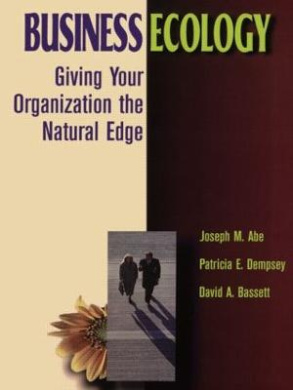 BUSINESS ECOLOGY
Giving Your
Organization the
Natural Edge
Joseph M. Abe
Patricia E. Dempsey
David A. Bassett